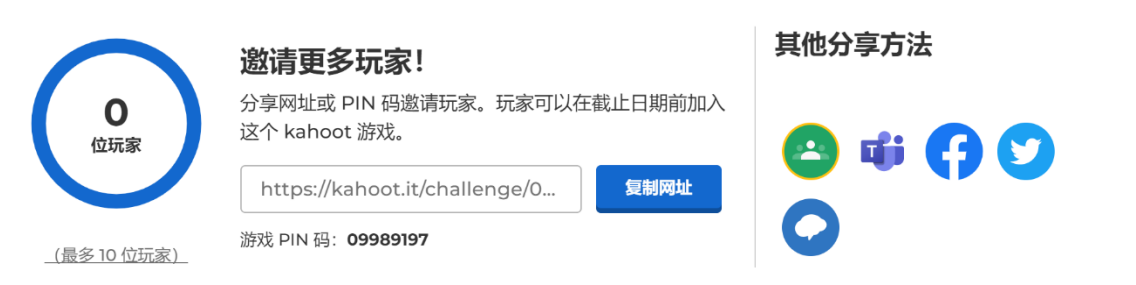 0
位玩家
(最多 10 位玩家)
邀请更多玩家！
分享网址或 PIN 码邀请玩家。玩家可以在截止日期前加入
这个 kahoot 游戏。
https://kahoot.it/challenge/0...
复制网址
游戏 PIN 码：09989197
其他分享方法
T